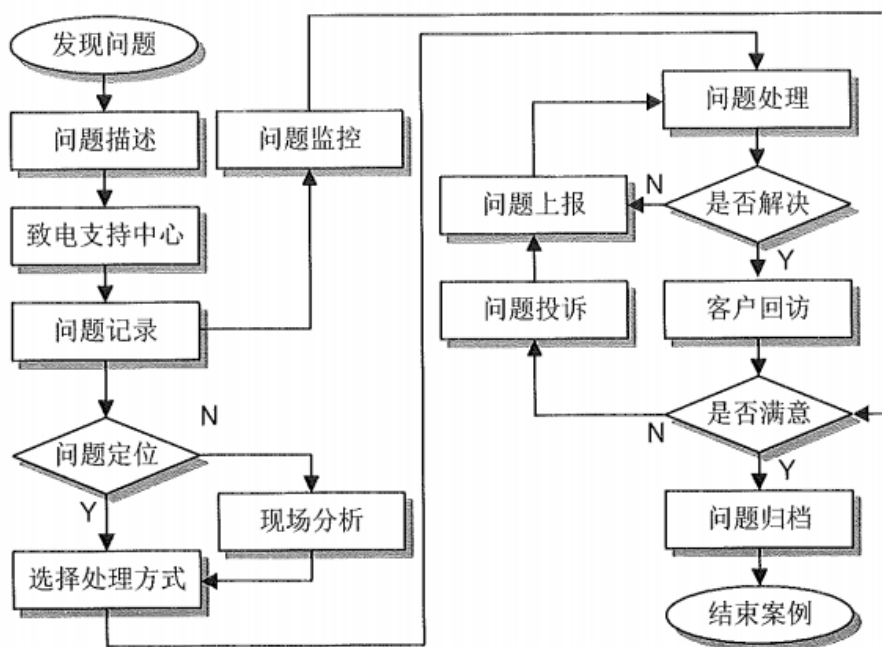 发现问题
问题描述
致电支持中心
问题记录
问题监控
问题定位
N
Y
现场分析
选择处理方式
问题处理
是否解决
N
Y
问题上报
问题投诉
客户回访
是否满意
N
Y
问题归档
结束案例